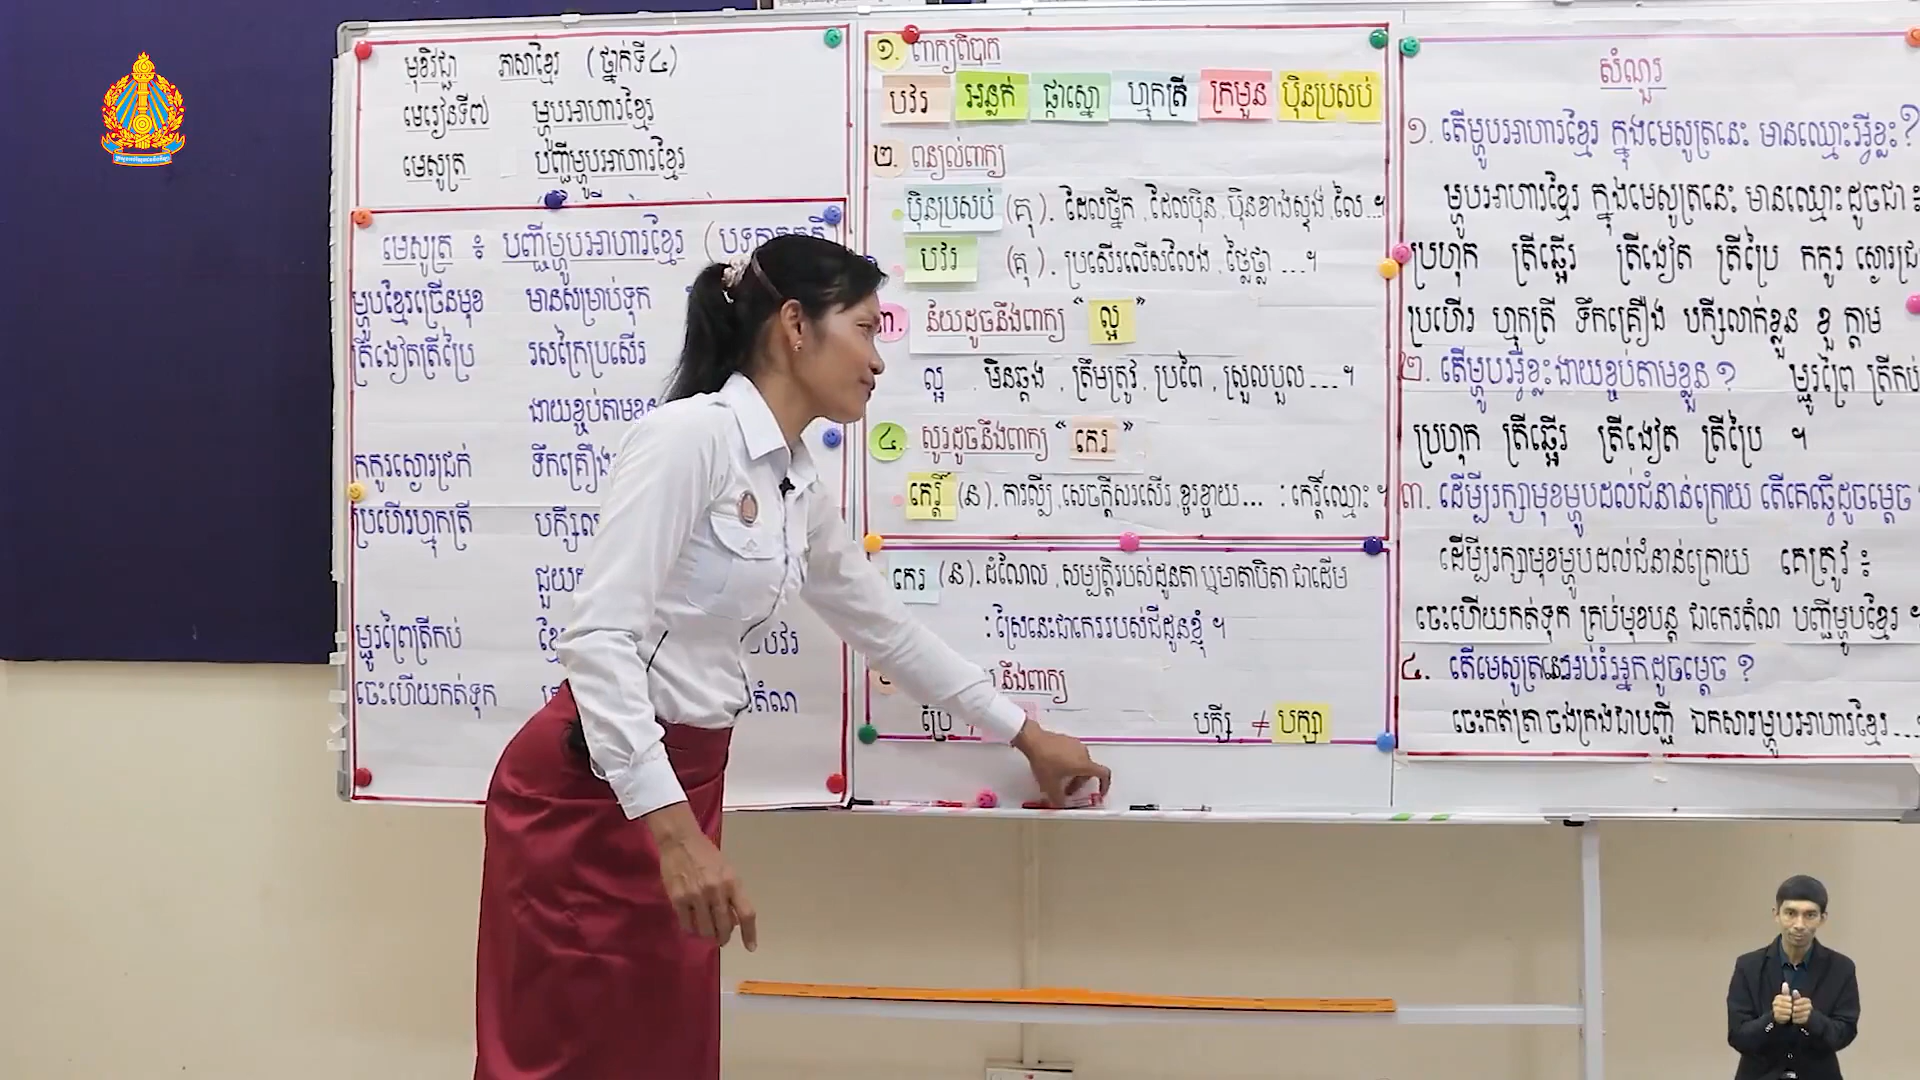 មុខវិជ្ជា ភាសាខ្មែរ (ថ្នាក់ទី៤)
មេរៀនទី៧ ម្ហូបអាហារខ្មែរ
មេសូត្រ បញ្ជីម្ហូបអាហារខ្មែរ
មេសូត្រ ៖ បញ្ជីម្ហូបអាហារខ្មែរ
ម្ហូបខ្មែរច្រើនមុខ មានសម្រាប់ទុក
ត្រីងៀតត្រីប្រៃ រសក្រៃប្រសើរ
ងាយខ្ចប់តាមខ្លួន
កកូរស្ងោរជ្រក់ ទឹកគ្រឿង
ប្រហើរហ្មុកត្រី
ម្ជូរព្រៃត្រីកប់ បវរ
ចេះហើយកត់ទុក តំណ
១. ពាក្យពិបាក
បវរ អន្លក់ ផ្កាស្នោ ហ្មុកត្រី ក្រមួន ប៉ិនប្រសប់
២. ពន្យល់ពាក្យ
ប៉ិនប្រសប់ (គុ). ដែលថ្នឹក , ដែលប៉ិន , ប៉ិនខាងស្ទូង , លៃ...។
បវរ (គុ). ប្រសើរលើសលែង , ថ្លៃថ្លា ...។
៣. ន័យដូចនឹងពាក្យ “ល្អ”
ល្អ . មិនឆ្គង , ត្រឹមត្រូវ , ប្រពៃ , ស្រួលបួល ...។
៤. សូរដូចនឹងពាក្យ “កេរ”
កេរ្តិ៍ (ន). ការល្បី , សេចក្តីសរសើរ , ខ្ចរខ្ចាយ... : កេរ្តិ៍ឈ្មោះ ។
កេរ (ន). ដំណែល , សម្បត្តិរបស់ដូនតា ឬមាតាបិតា ជាដើម
: ស្រែនេះជាកេររបស់ជីដូនខ្ញុំ ។
នឹងពាក្យ
ប្រៃ បក្សី ≠ បក្សា
សំណួរ
១. តើម្ហូបអាហារខ្មែរ ក្នុងមេសូត្រនេះ មានឈ្មោះអ្វីខ្លះ?
ម្ហូបអាហារខ្មែរ ក្នុងមេសូត្រនេះ មានឈ្មោះដូចជា ៖
ប្រហុក ត្រីឆ្អើរ ត្រីងៀត ត្រីប្រៃ កកូរ
ប្រហើរ ហ្មុកត្រី ទឹកគ្រឿង បក្សីលាក់ខ្លួន ខួ ក្តាម
២. តើម្ហូបអ្វីខ្លះងាយខ្ចប់តាមខ្លួន ? ម្ជូរព្រៃ ត្រីកប់
ប្រហុក ត្រីឆ្អើរ ត្រីងៀត ត្រីប្រៃ ។
៣. ដើម្បីរក្សាមុខម្ហូបដល់ជំនាន់ក្រោយ តើគេធ្វើដូចម្តេច
ដើម្បីរក្សាមុខម្ហូបដល់ជំនាន់ក្រោយ គេត្រូវ ៖
ចេះហើយកត់ទុក គ្រប់មុខបន្ត ជាកេរតំណ បញ្ជីម្ហូបខ្មែរ ។
៤. តើមេសូត្រនេះអប់រំអ្នកដូចម្តេច ?
ចេះកត់ត្រា ចងក្រងជាបញ្ជី ឯកសារម្ហូបអាហារខ្មែរ...។